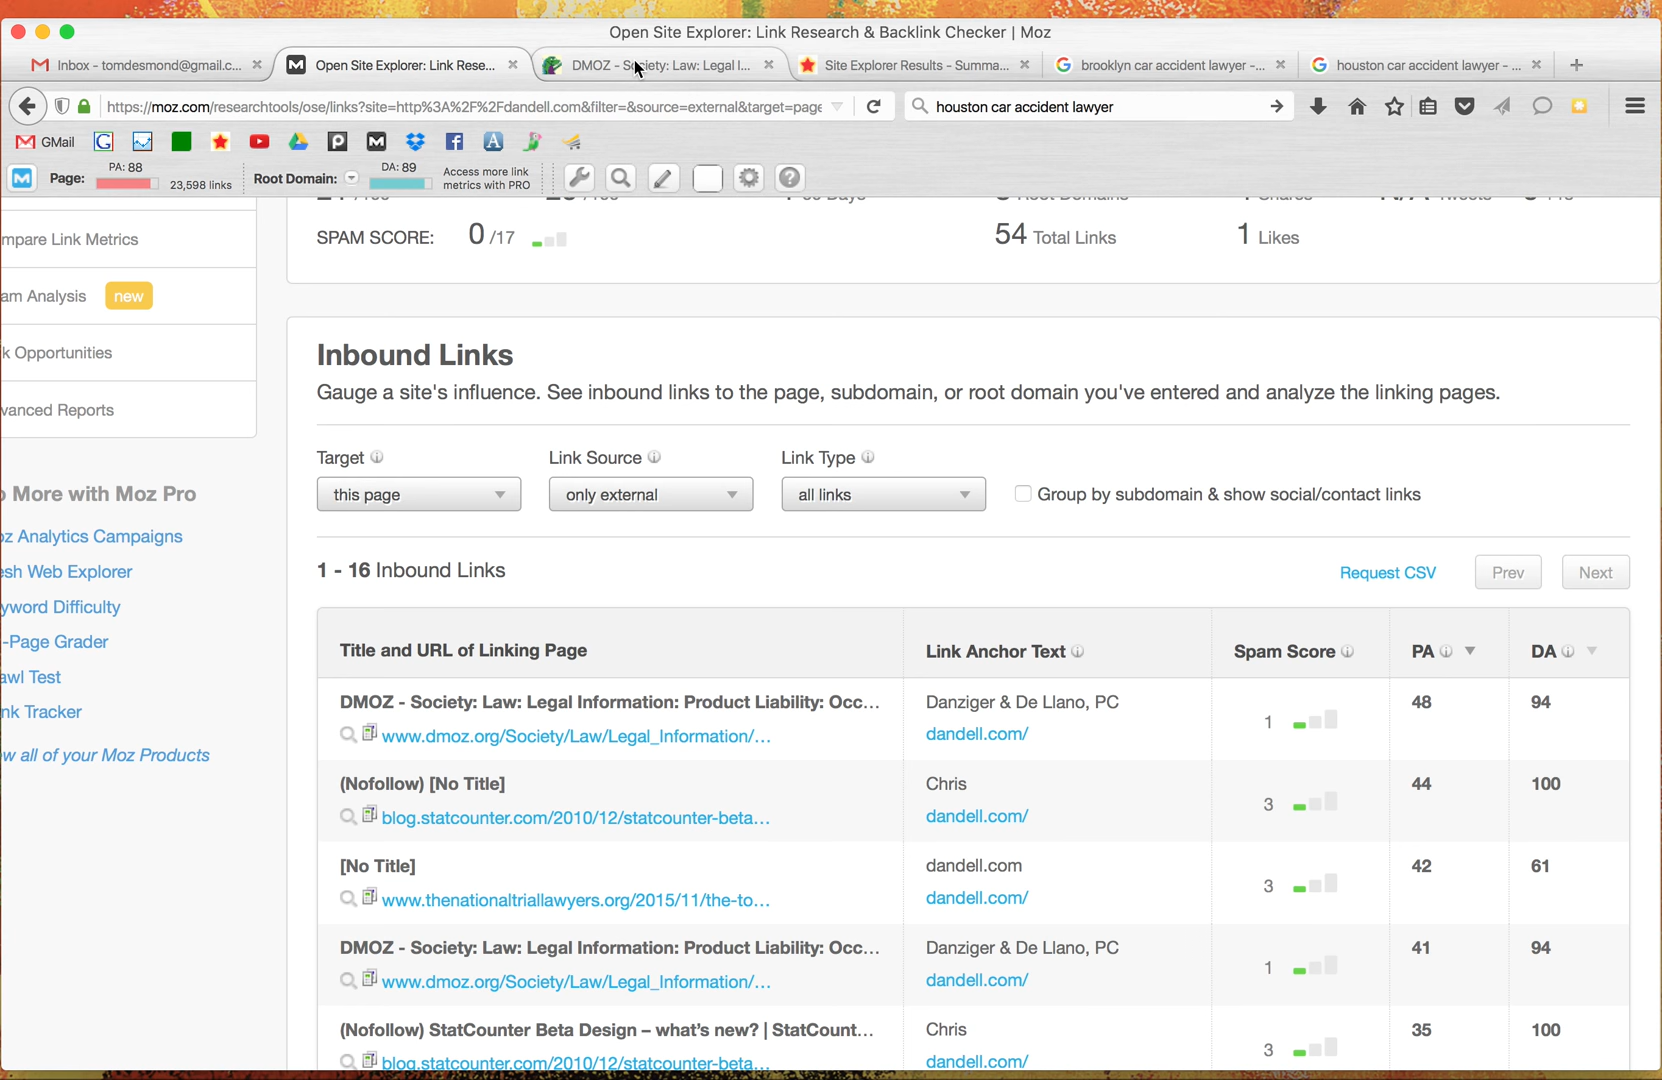 Open Site Explorer: Link Research & Backlink Checker | Moz
Inbox - tomdesmond@gmail.c...
Open Site Explorer: Link Rese...
DMOZ - Society: Law: Legal I...
Site Explorer Results - Summa...
brooklyn car accident lawyer -...
houston car accident lawyer - ...
https://moz.com/researchtools/ose/links?site=http%3A%2F%2Fdandell.com&filter=&source=external&target=page
houston car accident lawyer
GMail
Page:
PA: 88
23,598 links
Root Domain:
DA: 89
Access more link
metrics with PRO
SPAM SCORE:
0 /17
54 Total Links
1 Likes
mpare Link Metrics
am Analysis
new
k Opportunities
vanced Reports
o More with Moz Pro
oz Analytics Campaigns
esh Web Explorer
yword Difficulty
-Page Grader
awl Test
nk Tracker
w all of your Moz Products
Inbound Links
Gauge a site's influence. See inbound links to the page, subdomain, or root domain you've entered and analyze the linking pages.
Target
Link Source
Link Type
this page
only external
all links
Group by subdomain & show social/contact links
1 - 16 Inbound Links
Request CSV
Prev
Next
Title and URL of Linking Page
Link Anchor Text
Spam Score
PA
DA
DMOZ - Society: Law: Legal Information: Product Liability: Occ...
www.dmoz.org/Society/Law/Legal_Information/...
Danziger & De Llano, PC
dandell.com/
1
48
94
(Nofollow) [No Title]
blog.statcounter.com/2010/12/statcounter-beta...
Chris
dandell.com/
3
44
100
[No Title]
www.thenationaltriallawyers.org/2015/11/the-to...
dandell.com
dandell.com/
3
42
61
DMOZ - Society: Law: Legal Information: Product Liability: Occ...
www.dmoz.org/Society/Law/Legal_Information/...
Danziger & De Llano, PC
dandell.com/
1
41
94
(Nofollow) StatCounter Beta Design – what's new? | StatCount...
blog.statcounter.com/2010/12/statcounter-beta...
Chris
dandell.com/
3
35
100